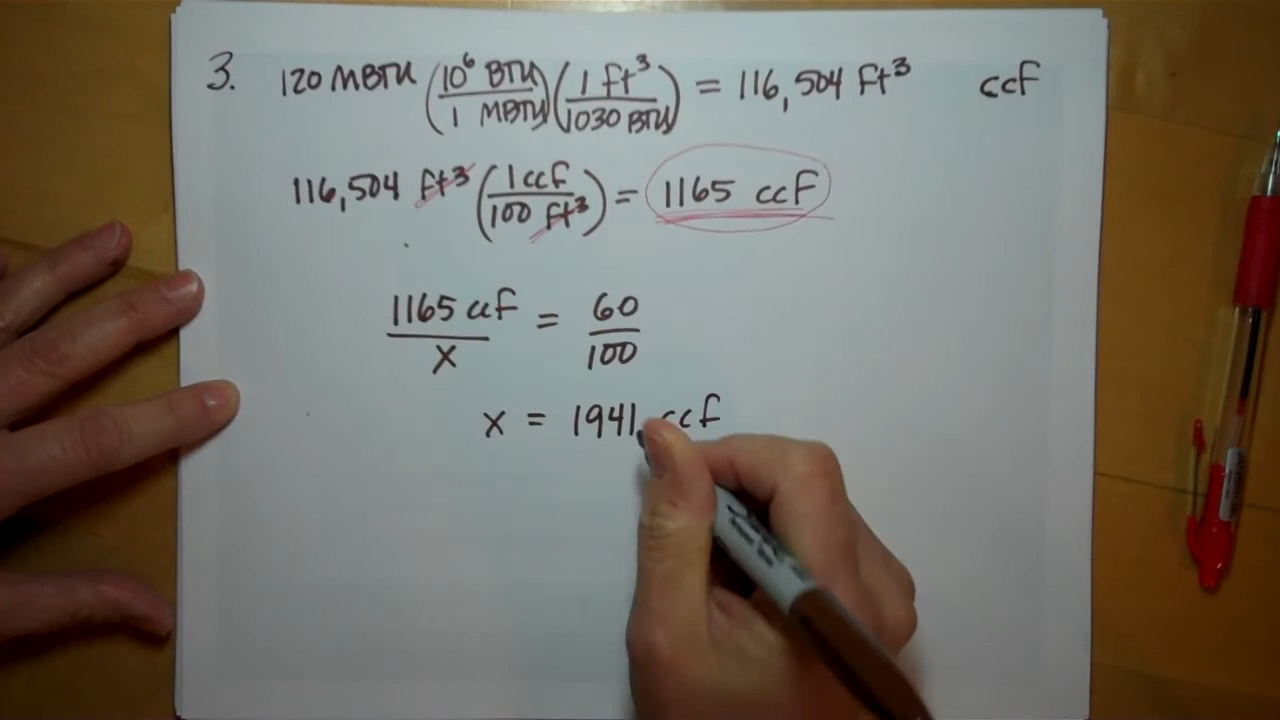 3. 120 MBTU (10⁶ BTU / 1 MBTU)(1 ft³ / 1030 BTU) = 116,504 ft³ ccf
116,504 ft³ (1 ccf / 100 ft³) = 1165 ccf
1165 ccf / x = 60 / 100
x = 1941 ccf